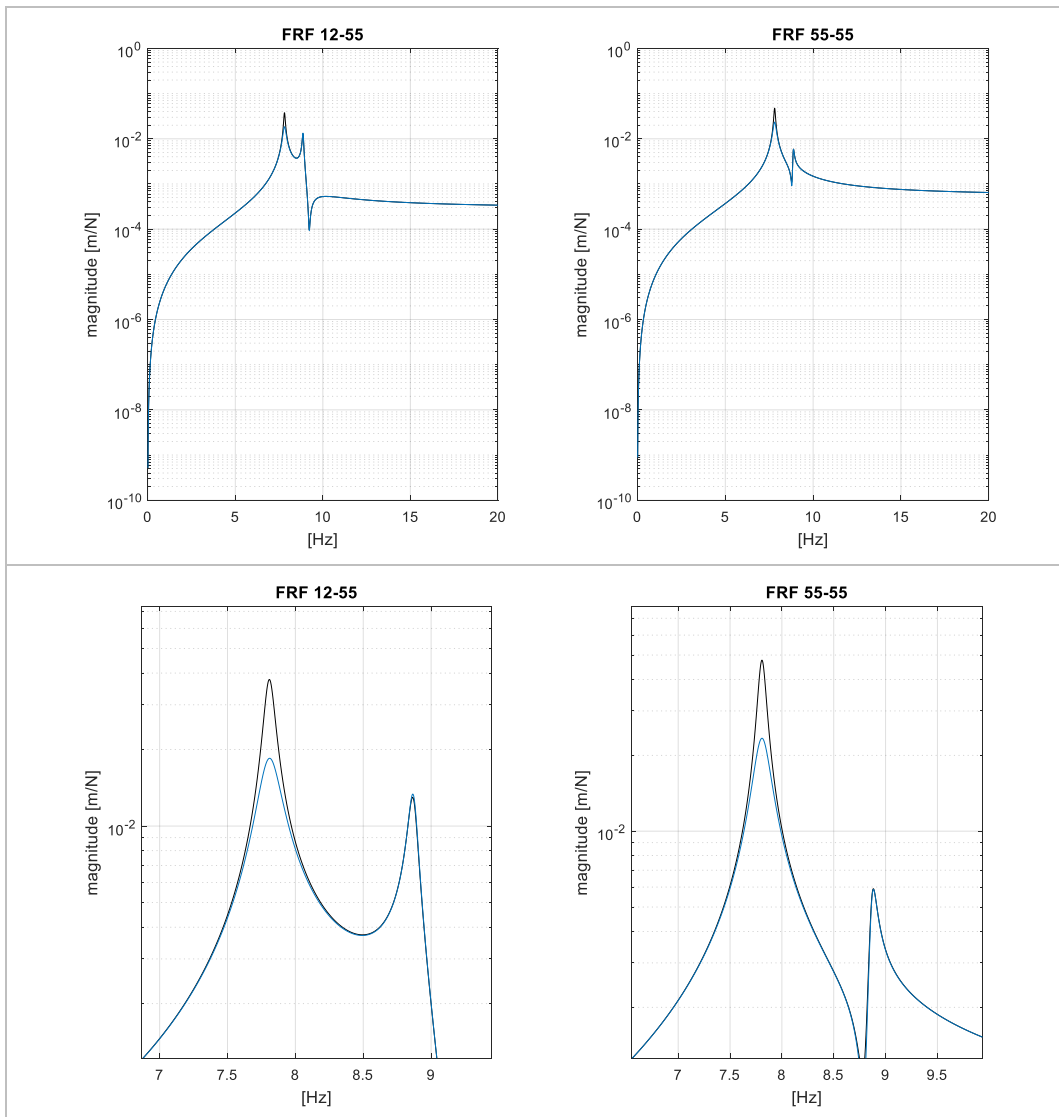 FRF 12-55
magnitude [m/N]
10^0
10^-2
10^-4
10^-6
10^-8
10^-10
0 5 10 15 20
[Hz]
FRF 55-55
magnitude [m/N]
10^0
10^-2
10^-4
10^-6
10^-8
10^-10
0 5 10 15 20
[Hz]
FRF 12-55
magnitude [m/N]
10^-2
7 7.5 8 8.5 9
[Hz]
FRF 55-55
magnitude [m/N]
10^-2
7 7.5 8 8.5 9 9.5
[Hz]